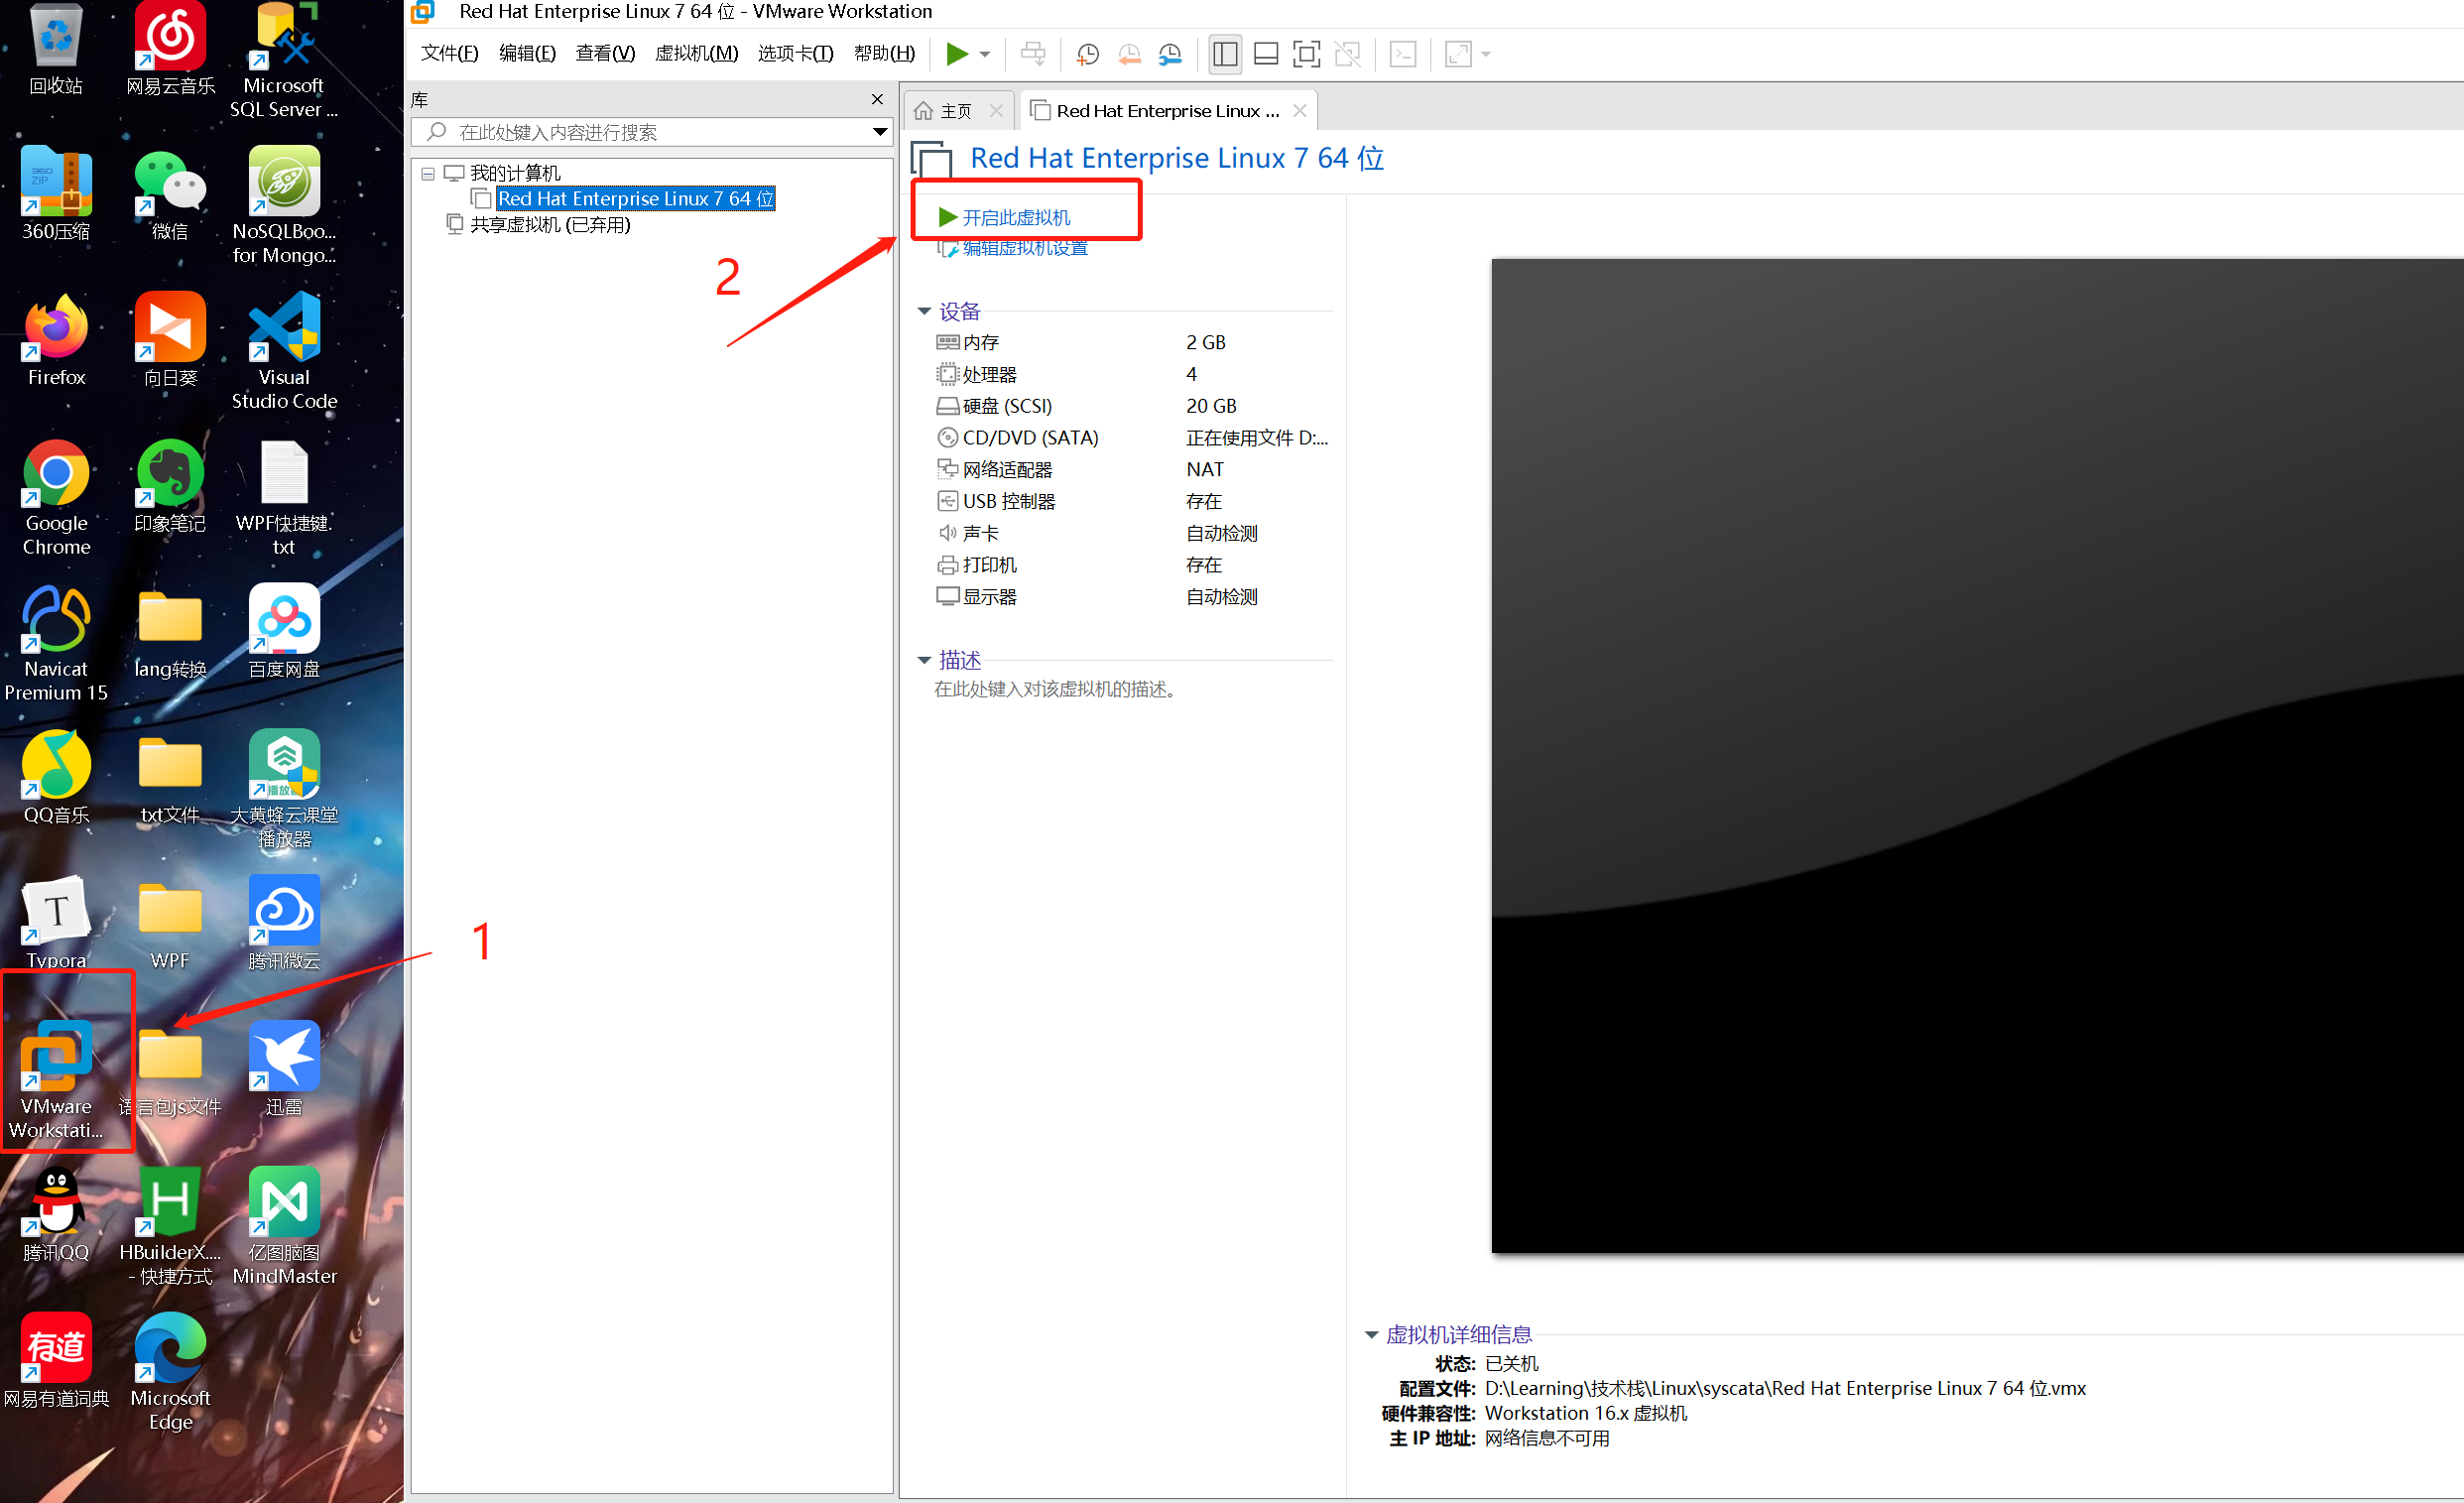 回收站
网易云音乐
Microsoft
SQL Server ...
360压缩
微信
NoSQLBoo...
for Mongo...
Firefox
向日葵
Visual
Studio Code
Google
Chrome
印象笔记
WPF快捷键.
txt
Navicat
Premium 15
lang转换
百度网盘
QQ音乐
txt文件
大黄蜂云课堂
播放器
Typora
WPF
腾讯微云
VMware
Workstati...
语言包js文件
迅雷
腾讯QQ
HBuilderX....
- 快捷方式
亿图脑图
MindMaster
有道
网易有道词典
Microsoft
Edge
1
Red Hat Enterprise Linux 7 64 位 - VMware Workstation
文件(F) 编辑(E) 查看(V) 虚拟机(M) 选项卡(T) 帮助(H)
库
在此处键入内容进行搜索
我的计算机
Red Hat Enterprise Linux 7 64 位
共享虚拟机 (已弃用)
2
主页
Red Hat Enterprise Linux ...
Red Hat Enterprise Linux 7 64 位
开启此虚拟机
编辑虚拟机设置
设备
内存 2 GB
处理器 4
硬盘 (SCSI) 20 GB
CD/DVD (SATA) 正在使用文件 D:...
网络适配器 NAT
USB 控制器 存在
声卡 自动检测
打印机 存在
显示器 自动检测
描述
在此处键入对该虚拟机的描述。
虚拟机详细信息
状态: 已关机
配置文件: D:\Learning\技术栈\Linux\syscata\Red Hat Enterprise Linux 7 64 位.vmx
硬件兼容性: Workstation 16.x 虚拟机
主 IP 地址: 网络信息不可用